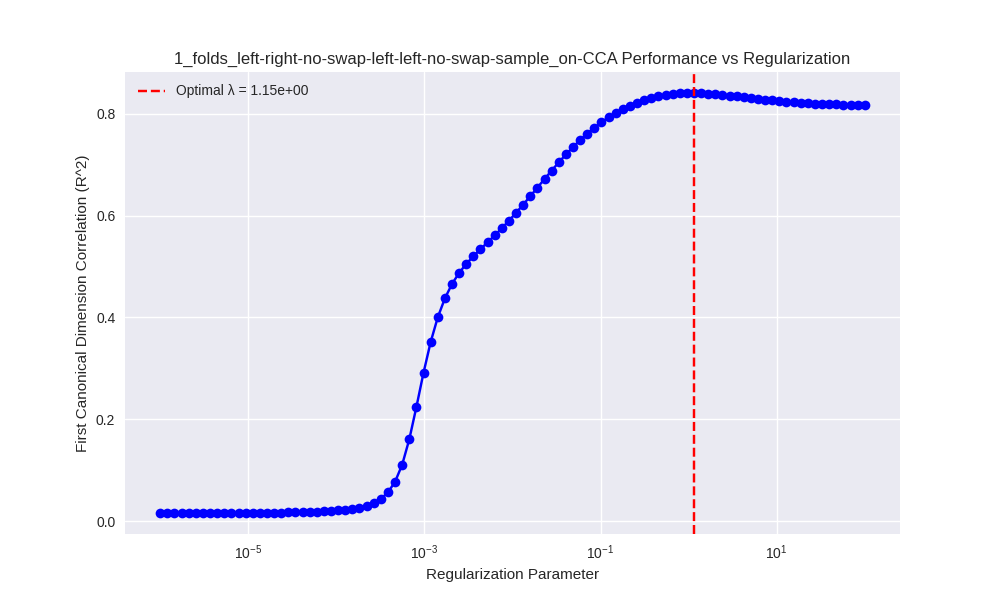 1_folds_left-right-no-swap-left-left-no-swap-sample_on-CCA Performance vs Regularization
Optimal λ = 1.15e+00
First Canonical Dimension Correlation (R^2)
0.8
0.6
0.4
0.2
0.0
10⁻⁵ 10⁻³ 10⁻¹ 10¹
Regularization Parameter